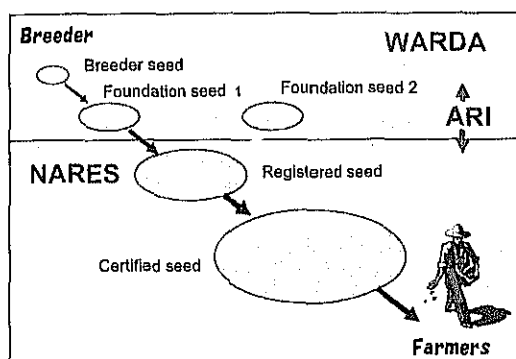 Breeder
WARDA
Breeder seed
Foundation seed 1
Foundation seed 2
ARI
NARES
Registered seed
Certified seed
Farmers